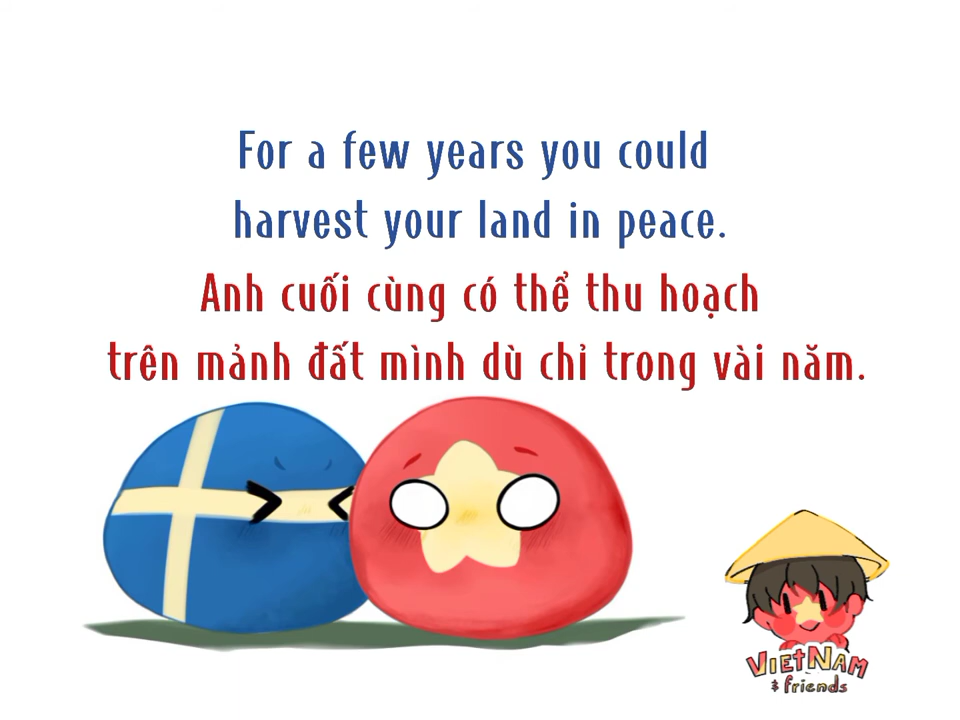 For a few years you could
harvest your land in peace.
Anh cuối cùng có thể thu hoạch
trên mảnh đất mình dù chỉ trong vài năm.
VIETNAM
& friends